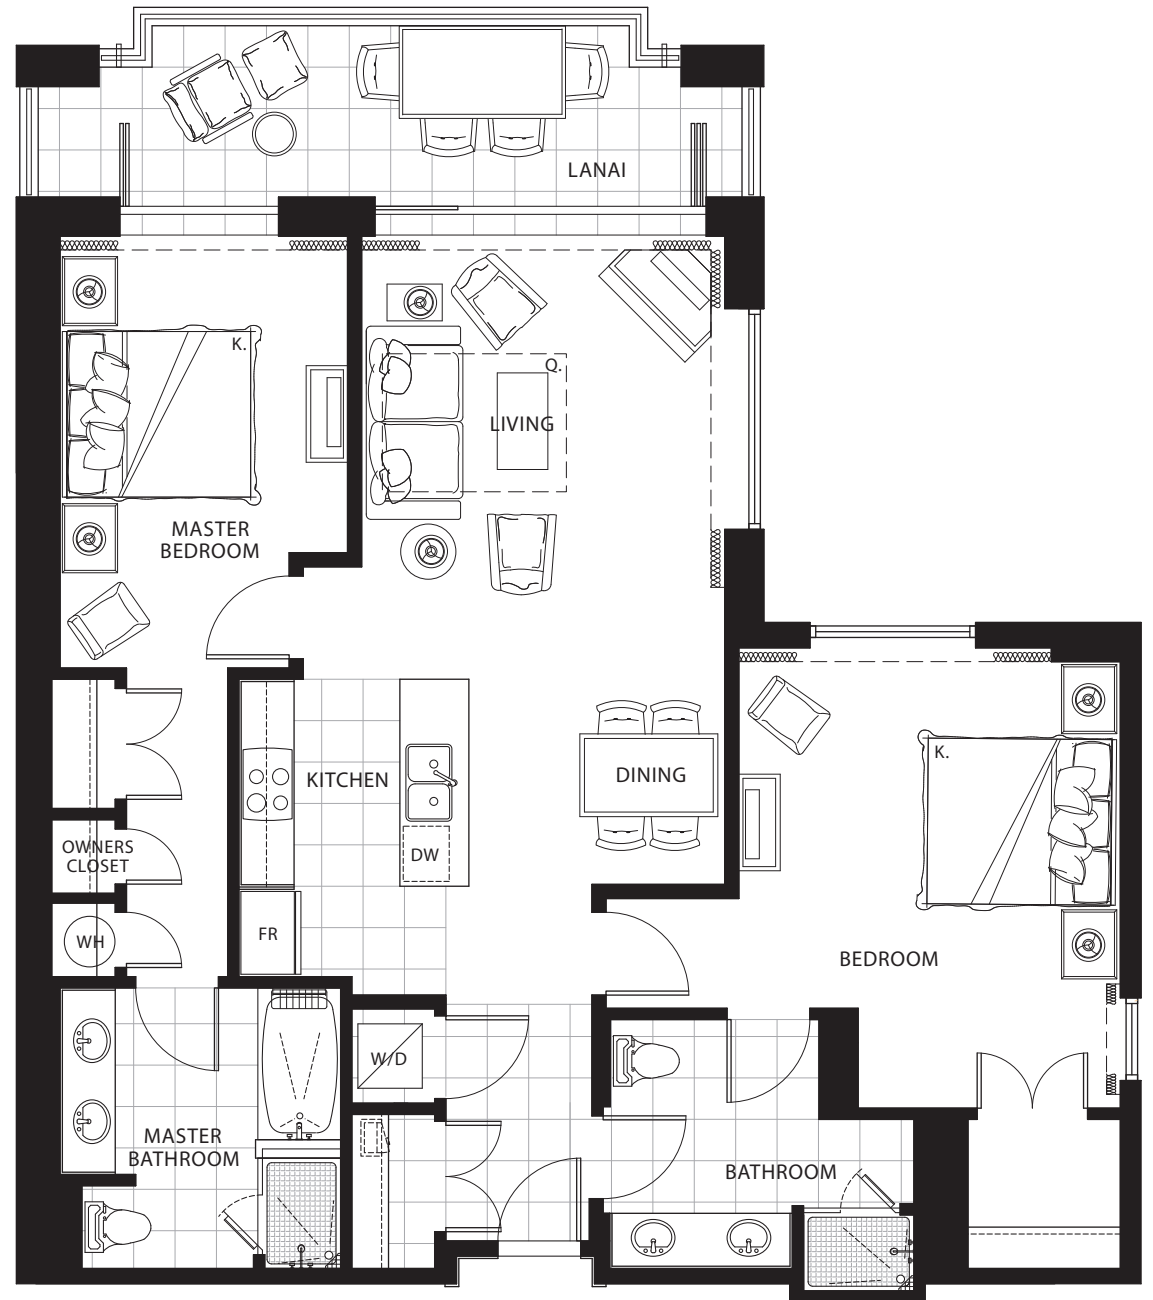 LANAI
K.
Q.
LIVING
MASTER
BEDROOM
KITCHEN
DINING
K.
OWNERS
CLOSET
DW
WH
FR
BEDROOM
W/D
MASTER
BATHROOM
BATHROOM